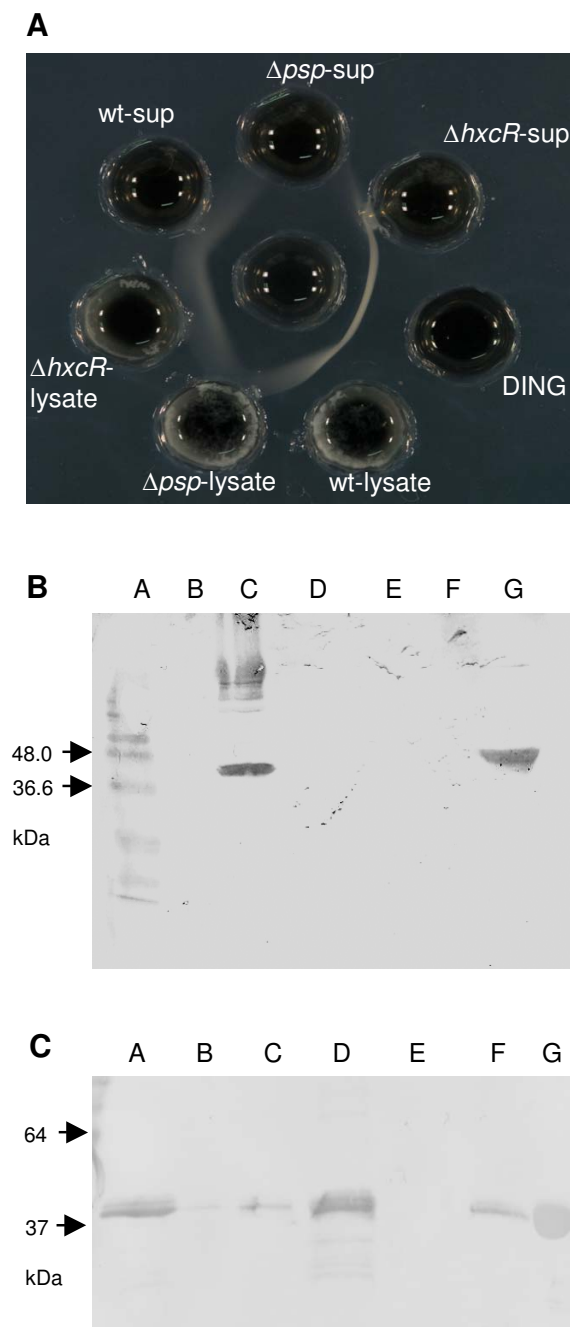 A
Δpsp-sup
wt-sup
ΔhxcR-sup
ΔhxcR-
lysate
DING
Δpsp-lysate
wt-lysate
B
A B C D E F G
48.0
36.6
kDa
C
A B C D E F G
64
37
kDa